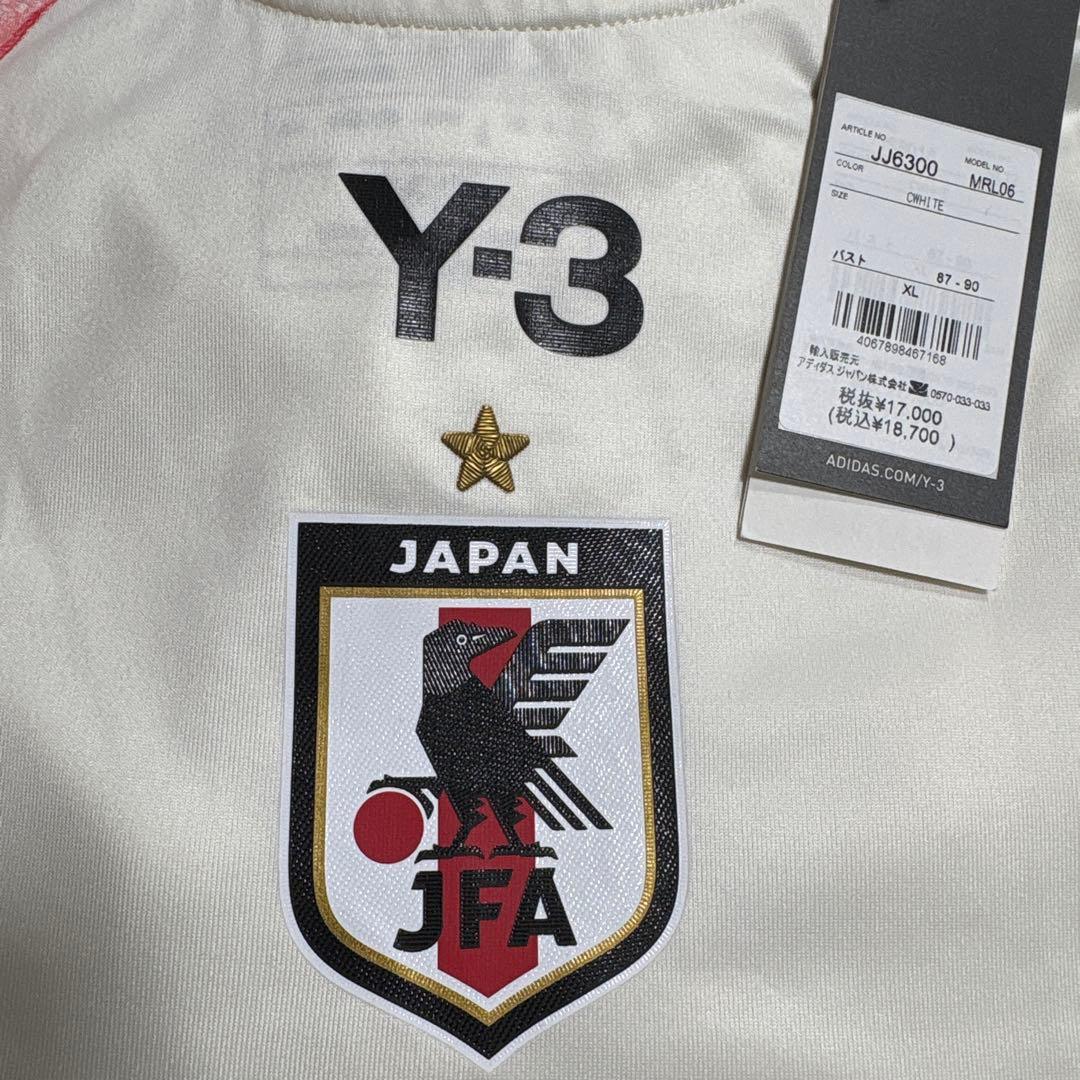 Y-3
JAPAN
JFA
ARTICLE NO
JJ6300
MODEL NO.
MRL06
COLOR
CWHITE
SIZE
バスト 87 - 90
XL
4067898467168
輸入販売元
アディダス ジャパン株式会社 0570-033-033
税抜¥17,000
(税込¥18,700 )
ADIDAS.COM/Y-3